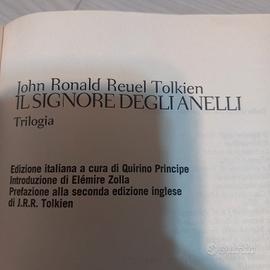 John Ronald Reuel Tolkien
IL SIGNORE DEGLI ANELLI
Trilogia
Edizione italiana a cura di Quirino Principe
Introduzione di Elémire Zolla
Prefazione alla seconda edizione inglese
di J.R.R. Tolkien
subito